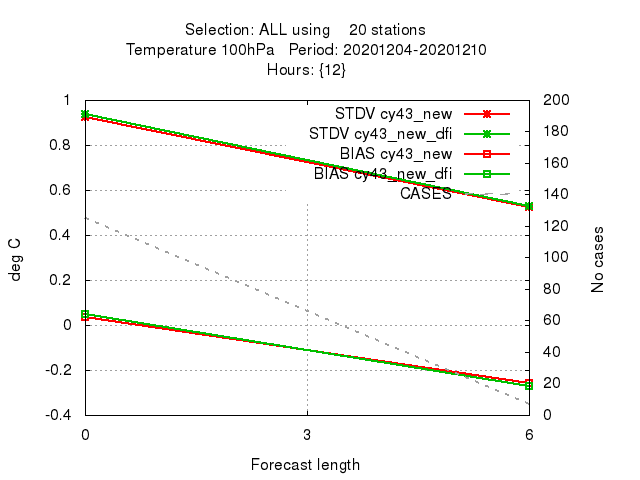 Selection: ALL using 20 stations
Temperature 100hPa Period: 20201204-20201210
Hours: {12}
STDV cy43_new
STDV cy43_new_dfi
BIAS cy43_new
BIAS cy43_new_dfi
CASES
1
0.8
0.6
0.4
0.2
0
-0.2
-0.4
deg C
200
180
160
140
120
100
80
60
40
20
0
No cases
0 3 6
Forecast length